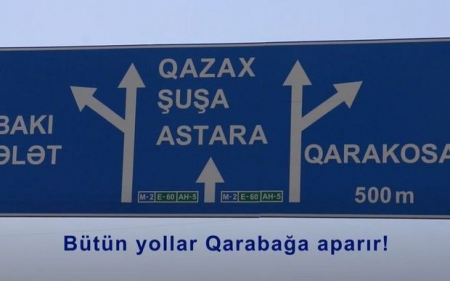 QAZAX
ŞUŞA
ASTARA
BAKI
ƏLƏT
QARAKOSA
500 m
M-2 E-60 AH-5
M-2 E-60 AH-5
Bütün yollar Qarabağa aparır!